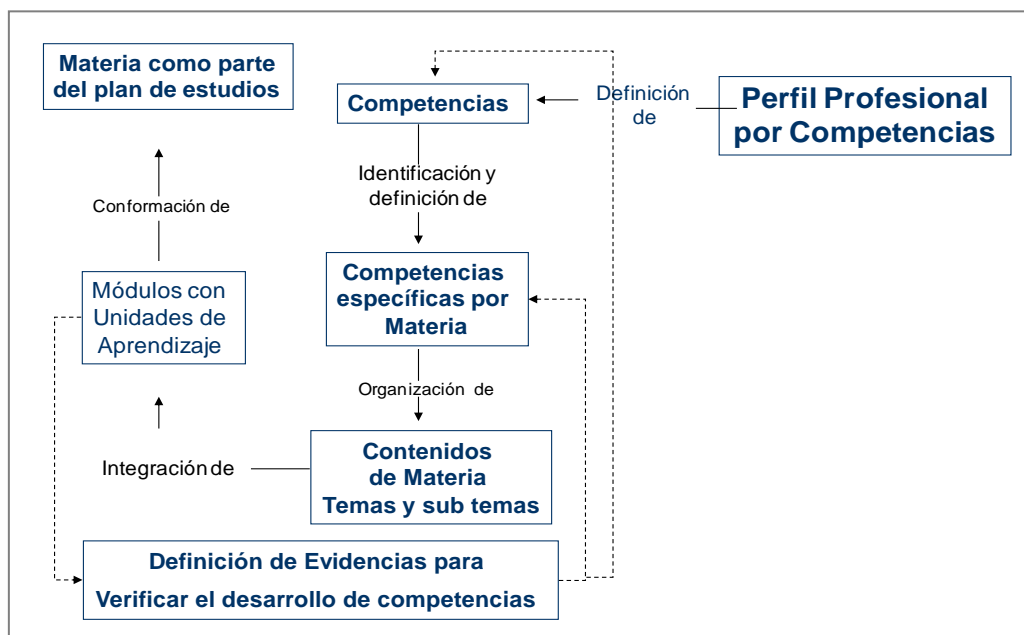 Materia como parte
del plan de estudios
Competencias
Definición
de
Perfil Profesional
por Competencias
Identificación y
definición de
Conformación de
Competencias
específicas por
Materia
Módulos con
Unidades de
Aprendizaje
Organización de
Contenidos
de Materia
Temas y sub temas
Integración de
Definición de Evidencias para
Verificar el desarrollo de competencias